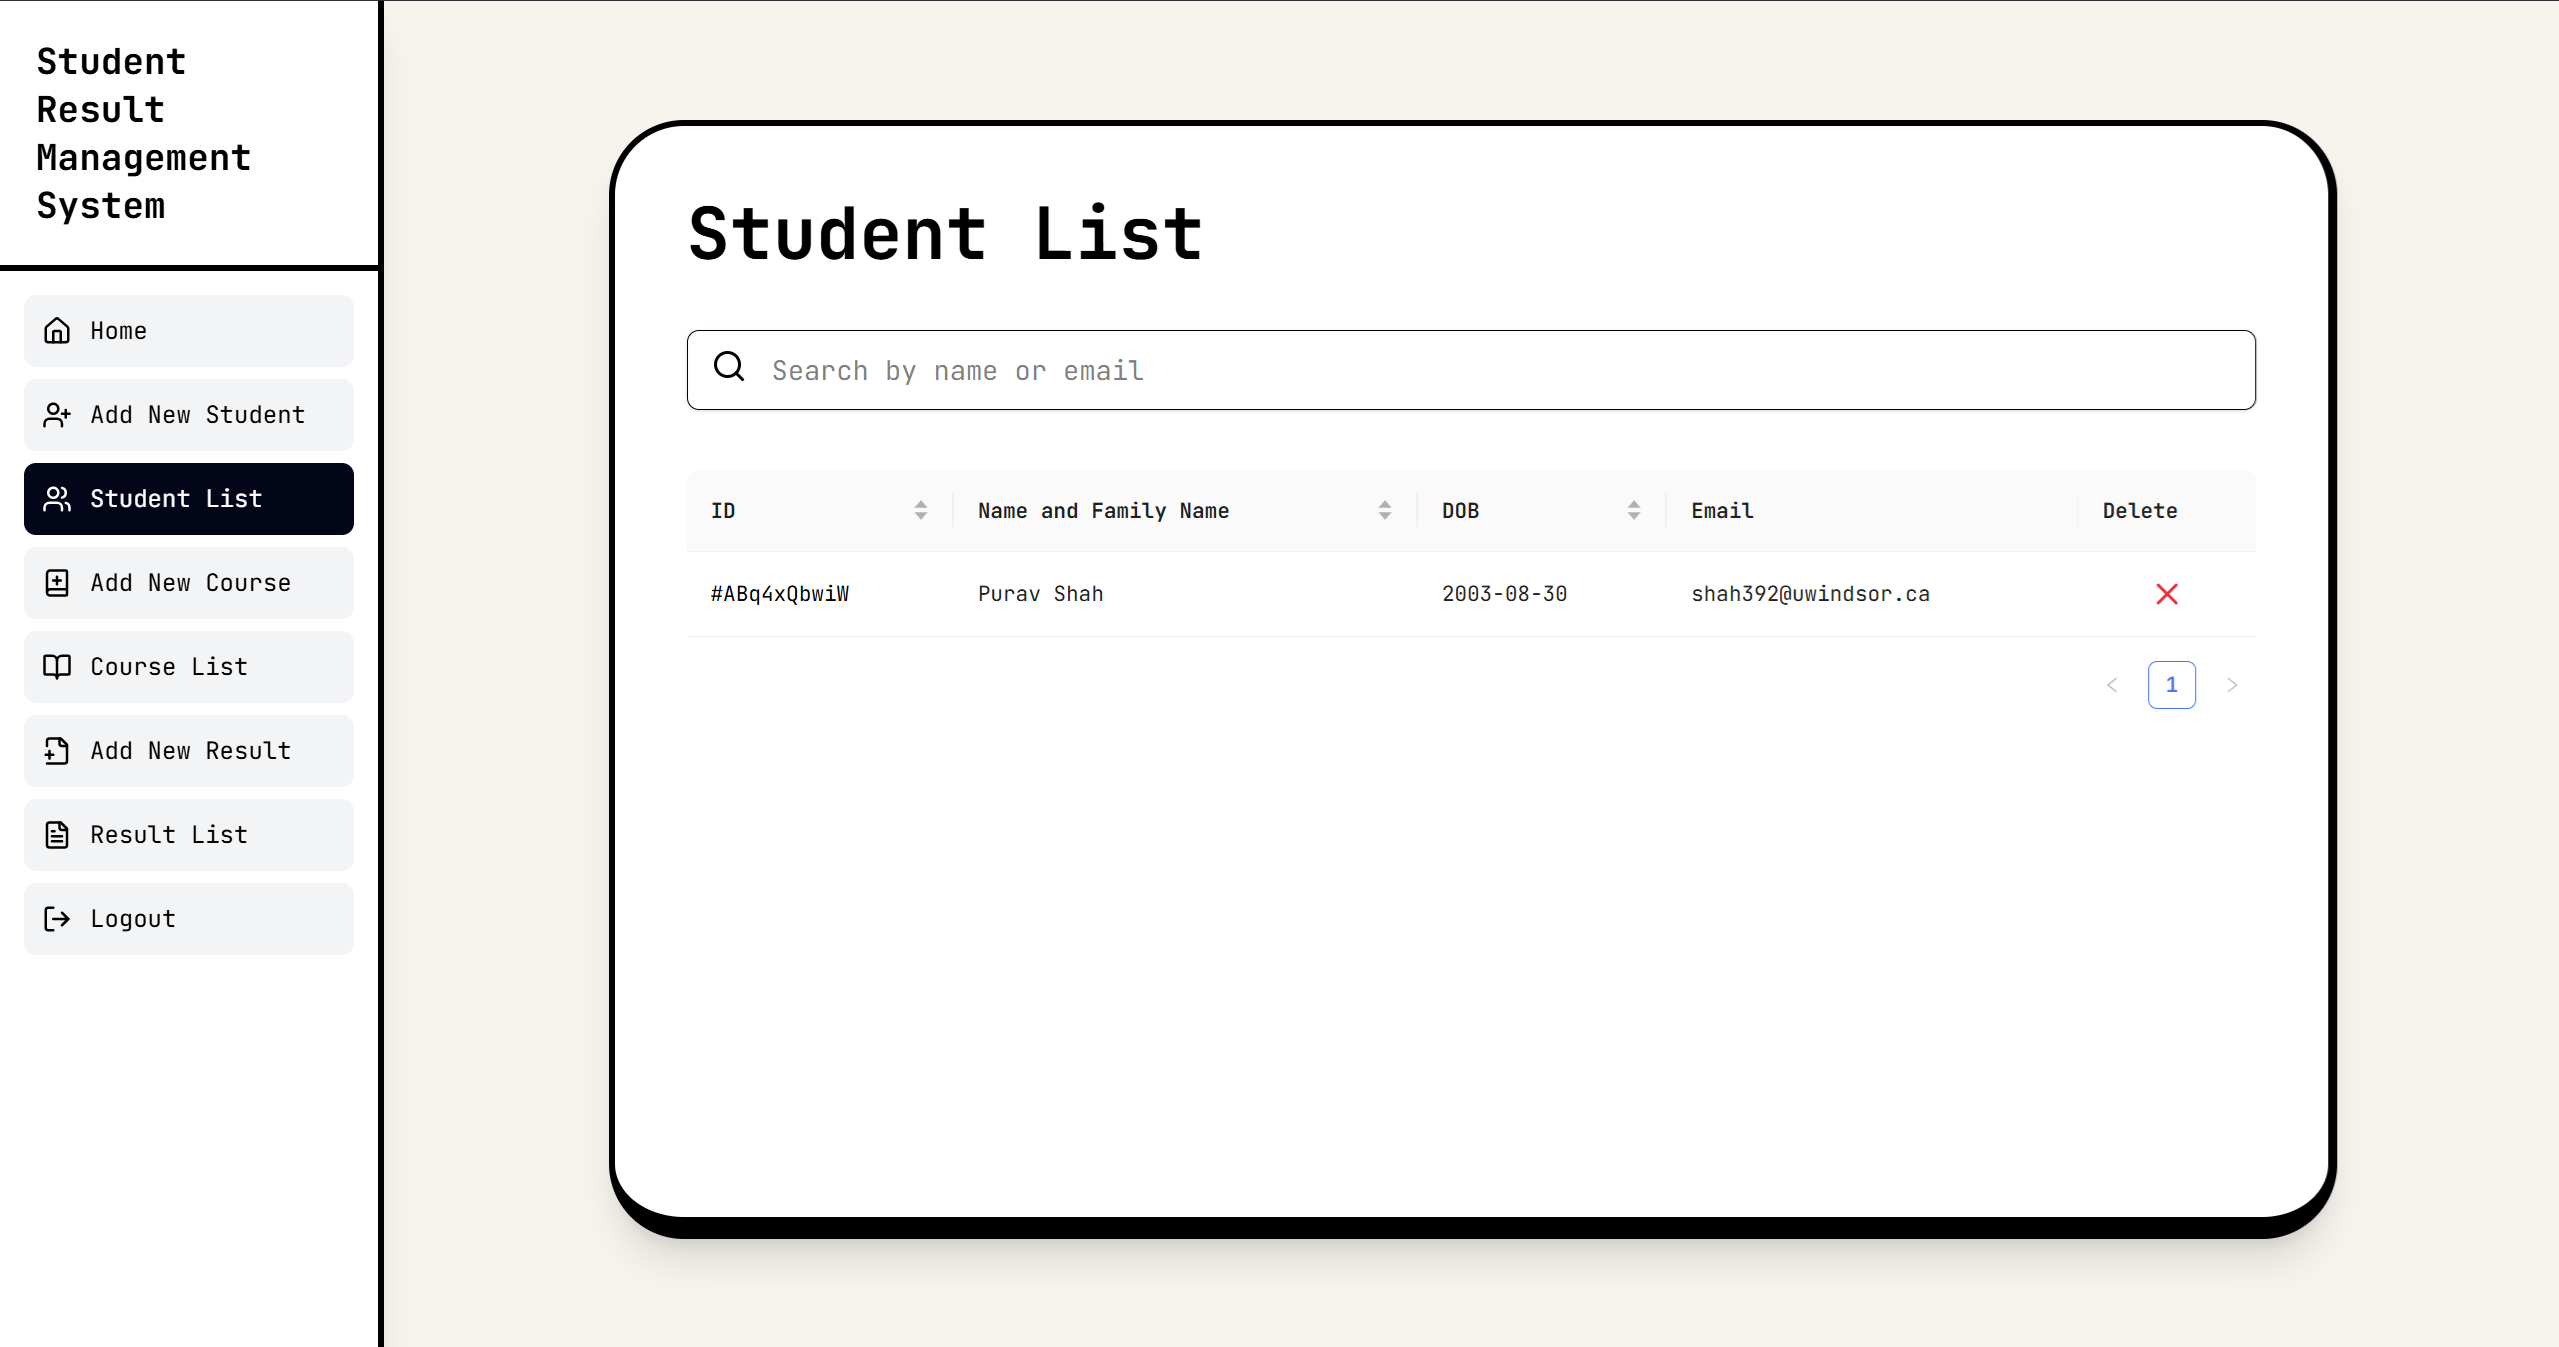 Student
Result
Management
System
Home
Add New Student
Student List
Add New Course
Course List
Add New Result
Result List
Logout
Student List
Search by name or email
ID Name and Family Name DOB Email Delete
#ABq4xQbwiW Purav Shah 2003-08-30 shah392@uwindsor.ca
1